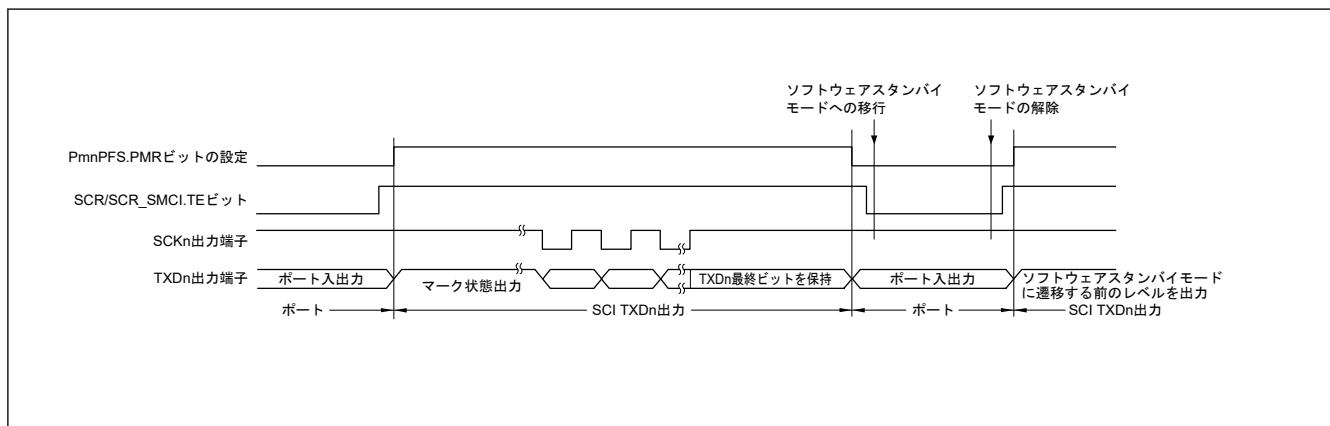 ソフトウェアスタンバイ
モードへの移行
ソフトウェアスタンバイ
モードの解除
PmnPFS.PMRビットの設定
SCR/SCR_SMCI.TEビット
SCKn出力端子
TXDn出力端子
ポート入出力
マーク状態出力
TXDn最終ビットを保持
ポート入出力
ソフトウェアスタンバイモード
に遷移する前のレベルを出力
ポート
SCI TXDn出力
ポート
SCI TXDn出力